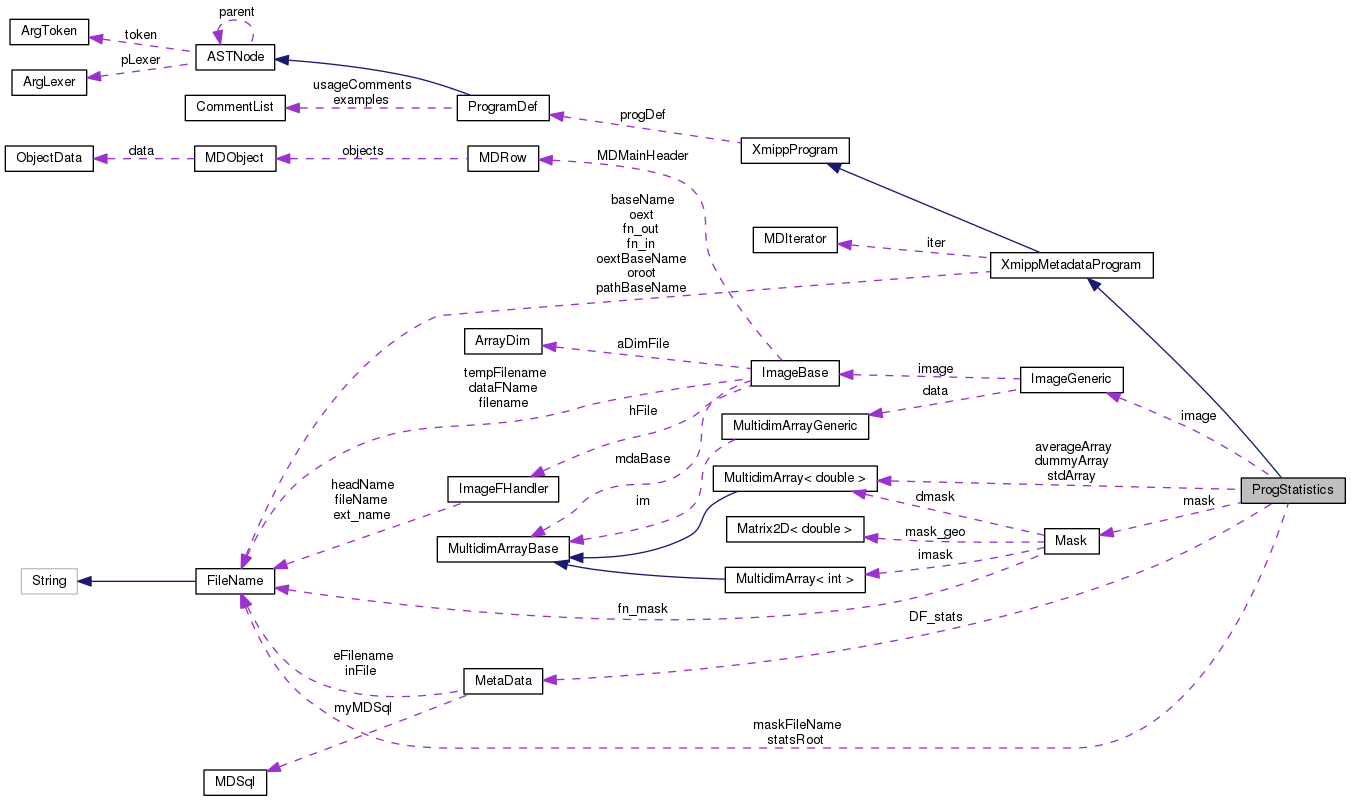 parent
ArgToken
token
ASTNode
pLexer
ArgLexer
usageComments
examples
CommentList
ProgramDef
progDef
XmippProgram
ObjectData
data
MDObject
objects
MDRow
MDMainHeader
baseName
oext
fn_out
fn_in
oextBaseName
oroot
pathBaseName
MDIterator
iter
XmippMetadataProgram
ArrayDim
aDimFile
ImageBase
image
ImageGeneric
tempFilename
dataFName
filename
hFile
data
MultidimArrayGeneric
image
mdaBase
averageArray
dummyArray
stdArray
headName
fileName
ext_name
ImageFHandler
im
MultidimArray< double >
dmask
mask
ProgStatistics
Matrix2D< double >
mask_geo
Mask
MultidimArrayBase
imask
String
FileName
MultidimArray< int >
fn_mask
DF_stats
eFilename
inFile
MetaData
myMDSql
maskFileName
statsRoot
MDSql